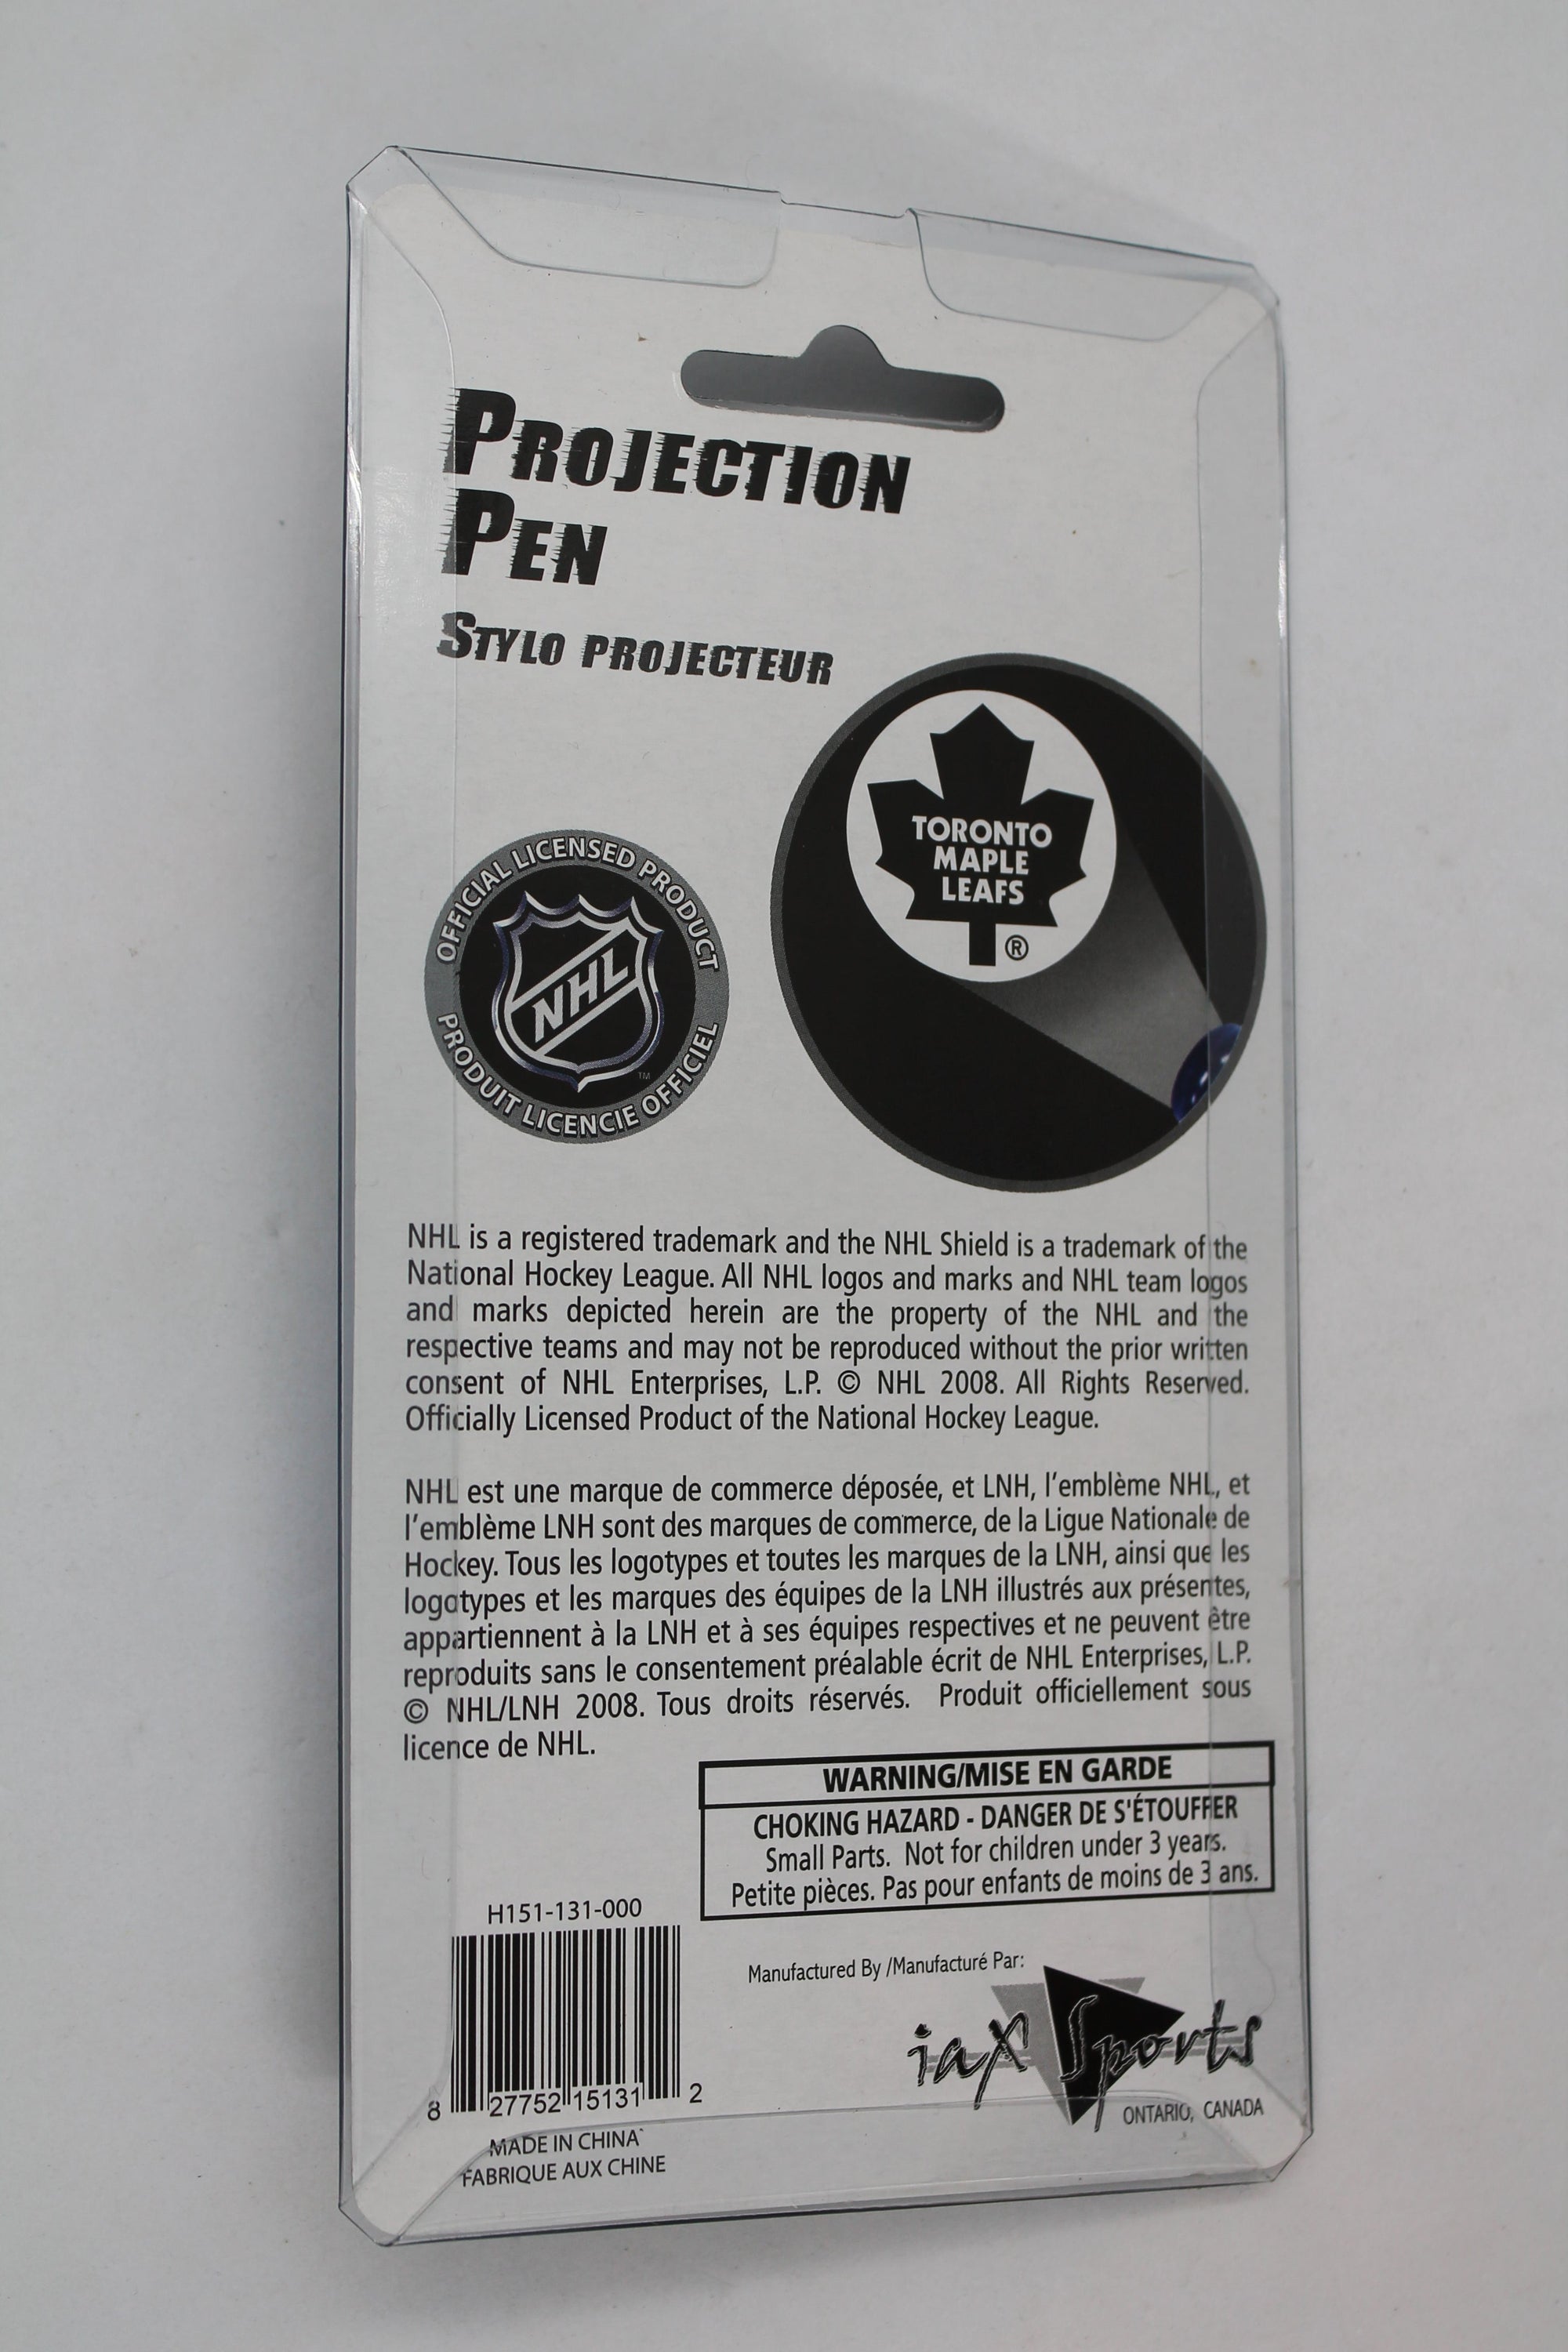 PROJECTION
PEN
STYLO PROJECTEUR
TORONTO
MAPLE
LEAFS
®
OFFICIAL LICENSED PRODUCT
NHL
TM
PRODUIT LICENCIE OFFICIEL
NHL is a registered trademark and the NHL Shield is a trademark of the
National Hockey League. All NHL logos and marks and NHL team logos
and marks depicted herein are the property of the NHL and the
respective teams and may not be reproduced without the prior written
consent of NHL Enterprises, L.P. © NHL 2008. All Rights Reserved.
Officially Licensed Product of the National Hockey League.
NHL est une marque de commerce déposée, et LNH, l'emblème NHL, et
l'emblème LNH sont des marques de commerce, de la Ligue Nationale de
Hockey. Tous les logotypes et toutes les marques de la LNH, ainsi que les
logotypes et les marques des équipes de la LNH illustrés aux présentes,
appartiennent à la LNH et à ses équipes respectives et ne peuvent être
reproduits sans le consentement préalable écrit de NHL Enterprises, L.P.
© NHL/LNH 2008. Tous droits réservés. Produit officiellement sous
licence de NHL.
WARNING/MISE EN GARDE
CHOKING HAZARD - DANGER DE S'ÉTOUFFER
Small Parts. Not for children under 3 years.
Petite pièces. Pas pour enfants de moins de 3 ans.
H151-131-000
8 27752 15131 2
MADE IN CHINA
FABRIQUE AUX CHINE
Manufactured By /Manufacturé Par:
iax Sports
ONTARIO, CANADA